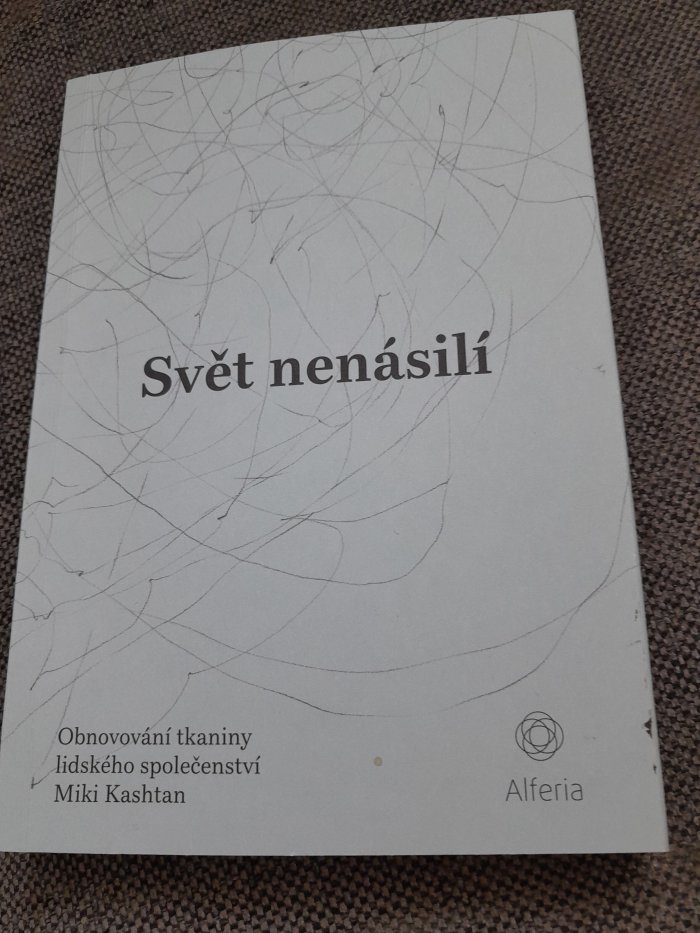 Svět nenásilí
Obnovování tkaniny
lidského společenství
Miki Kashtan
Alferia